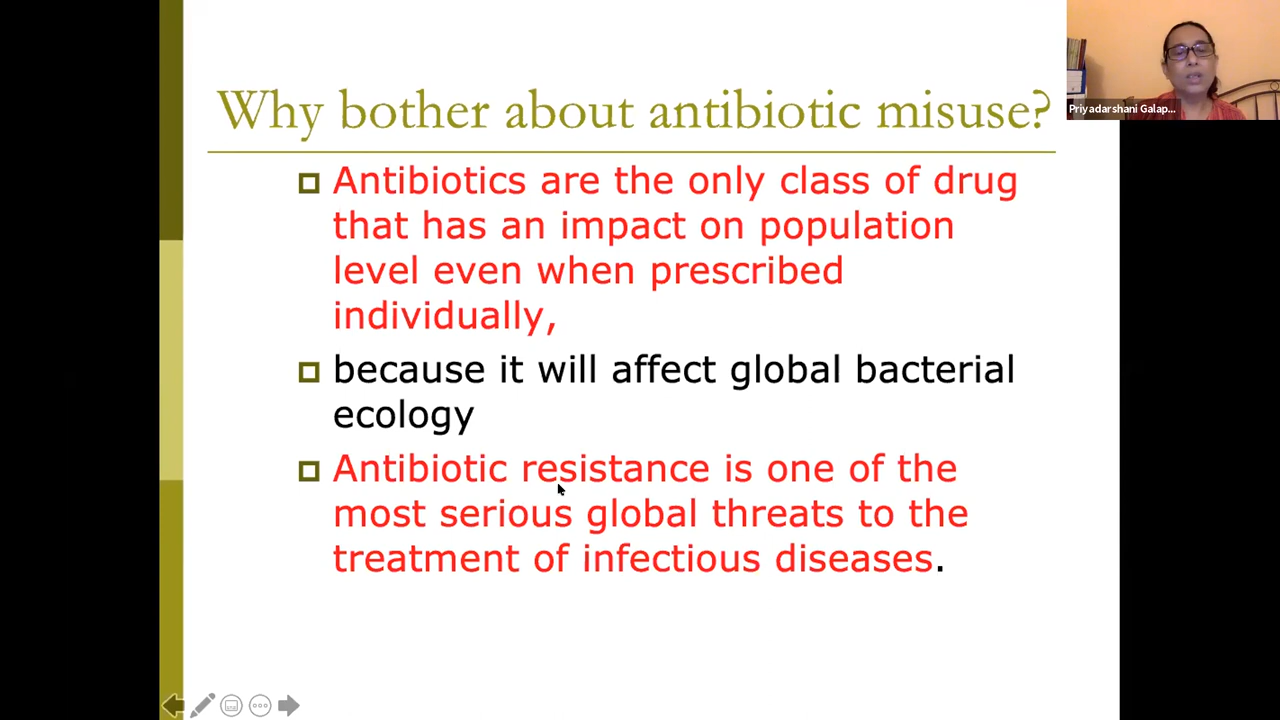 Why bother about antibiotic misuse?
Antibiotics are the only class of drug
that has an impact on population
level even when prescribed
individually,
because it will affect global bacterial
ecology
Antibiotic resistance is one of the
most serious global threats to the
treatment of infectious diseases.
Priyadarshani Galap...